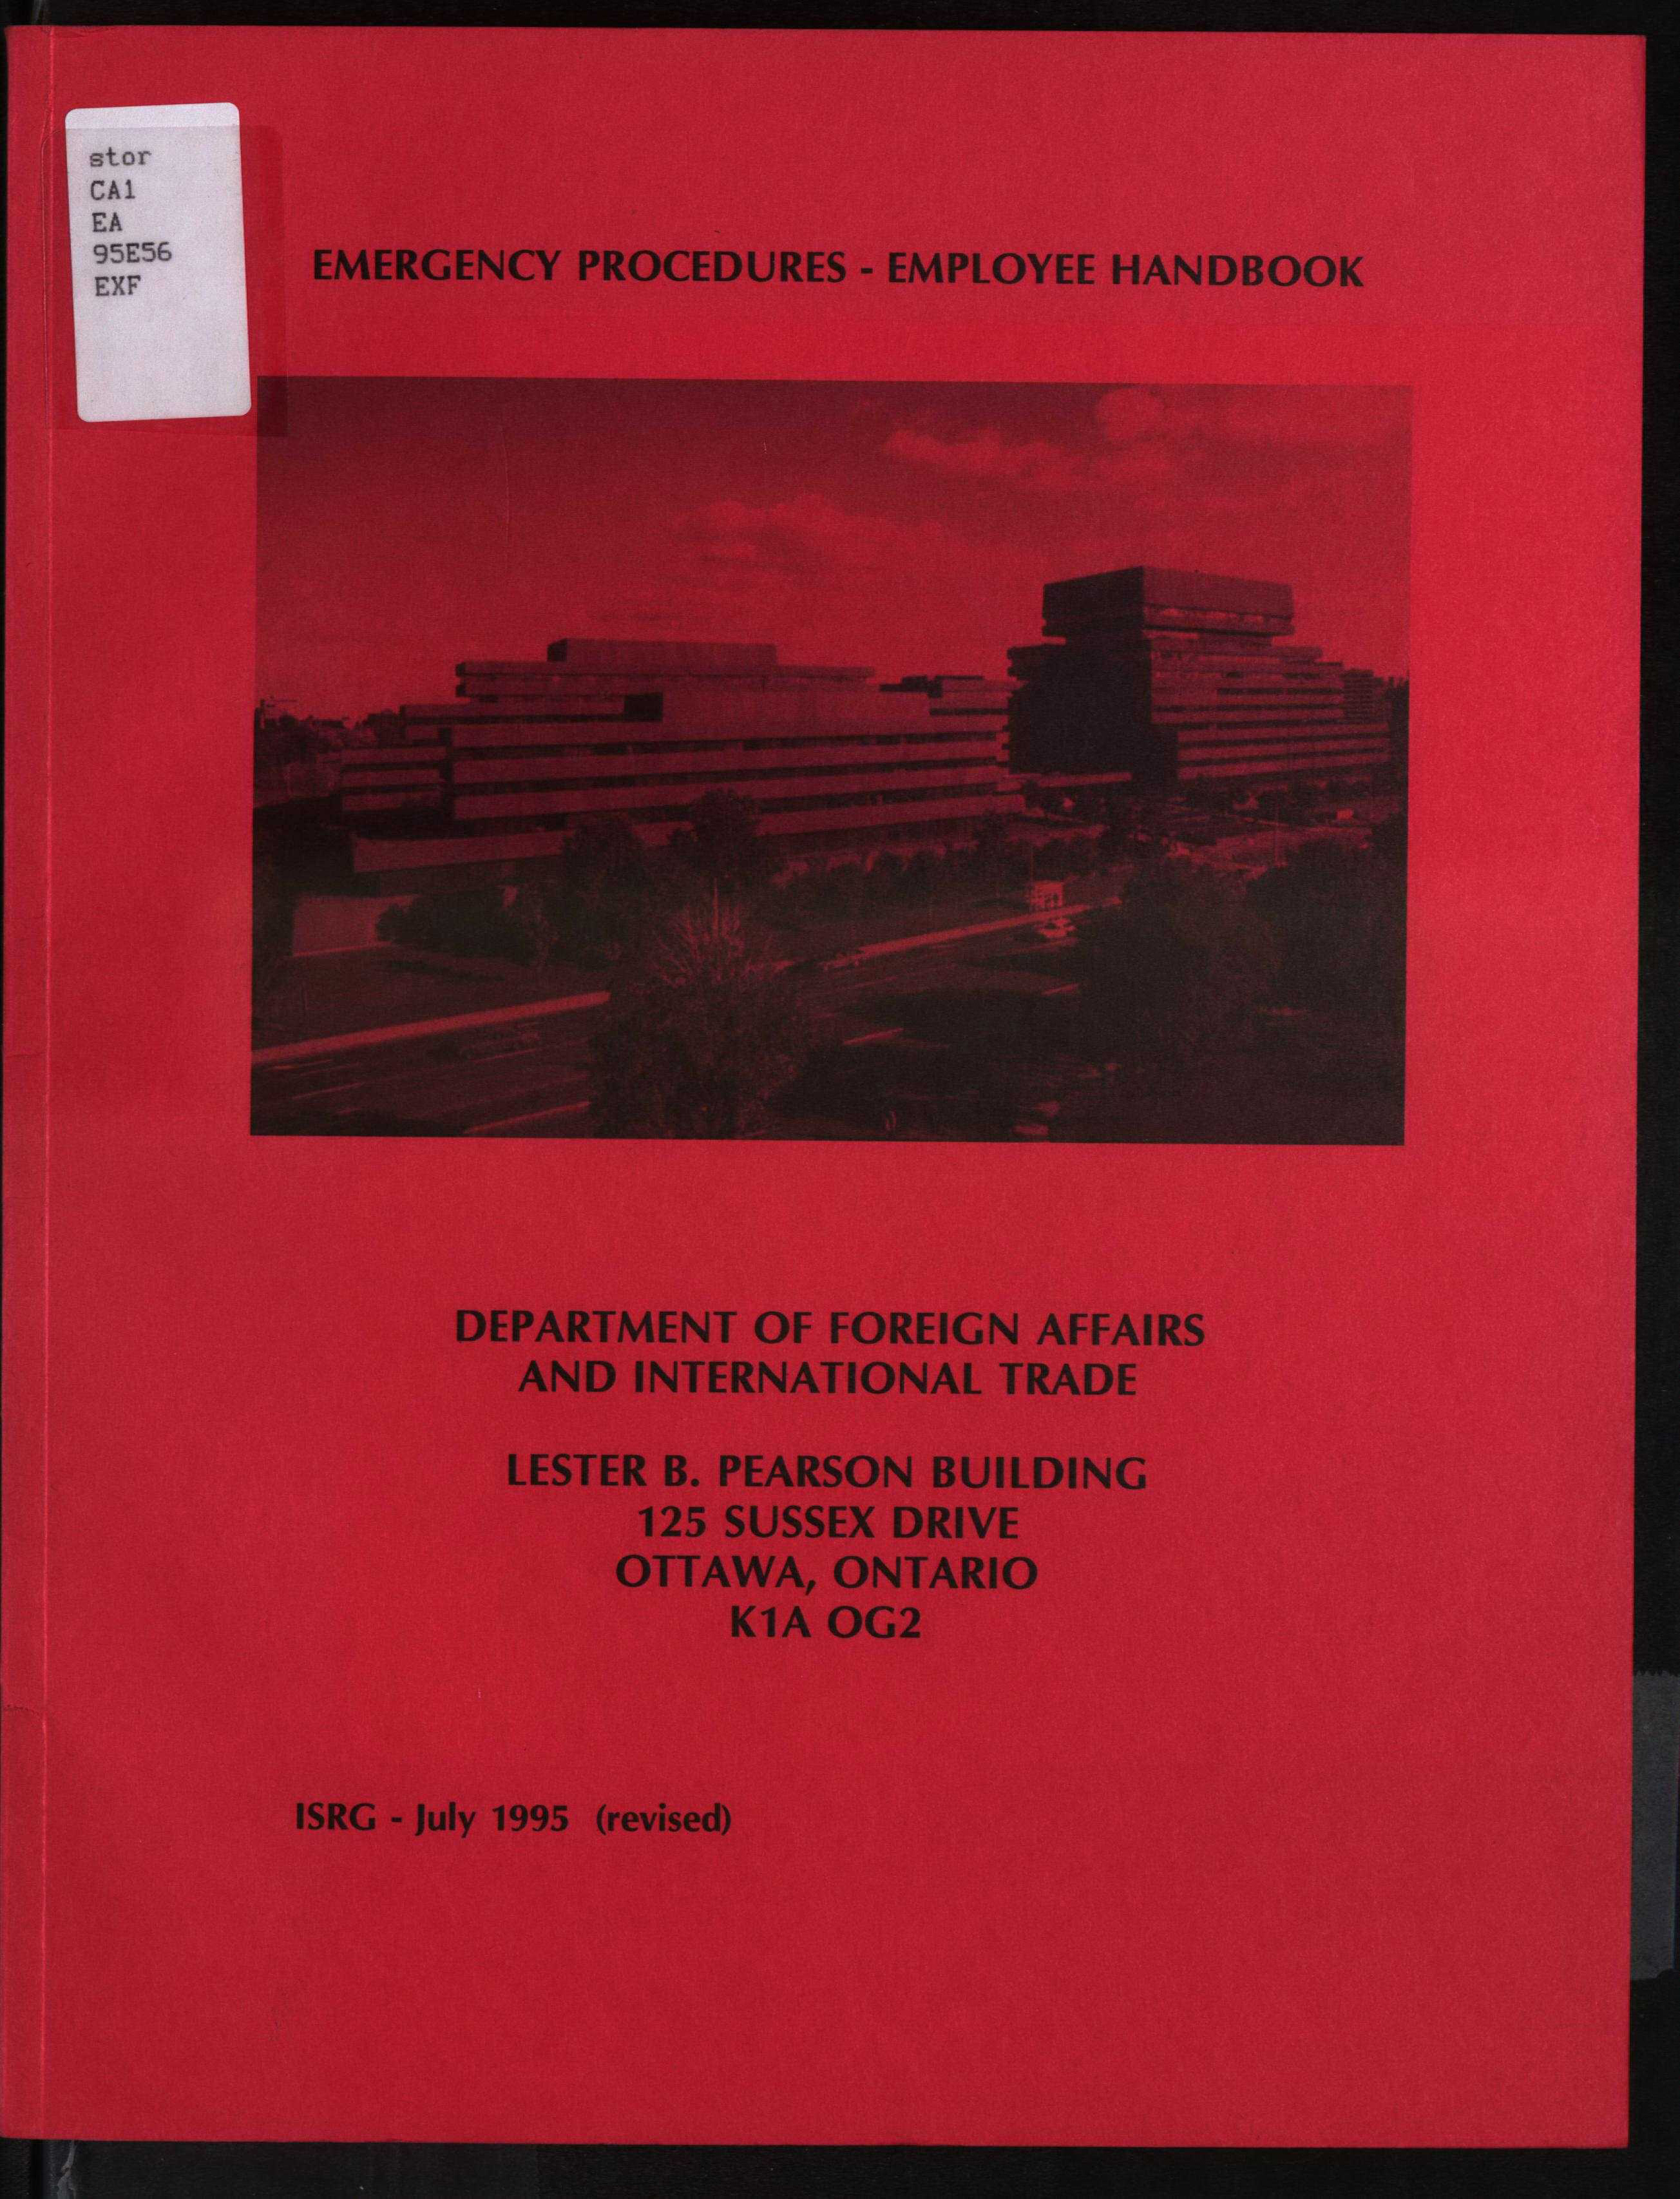 stor
CA1
EA
95E56
EXF
EMERGENCY PROCEDURES - EMPLOYEE HANDBOOK
DEPARTMENT OF FOREIGN AFFAIRS
AND INTERNATIONAL TRADE
LESTER B. PEARSON BUILDING
125 SUSSEX DRIVE
OTTAWA, ONTARIO
K1A OG2
ISRG - July 1995 (revised)